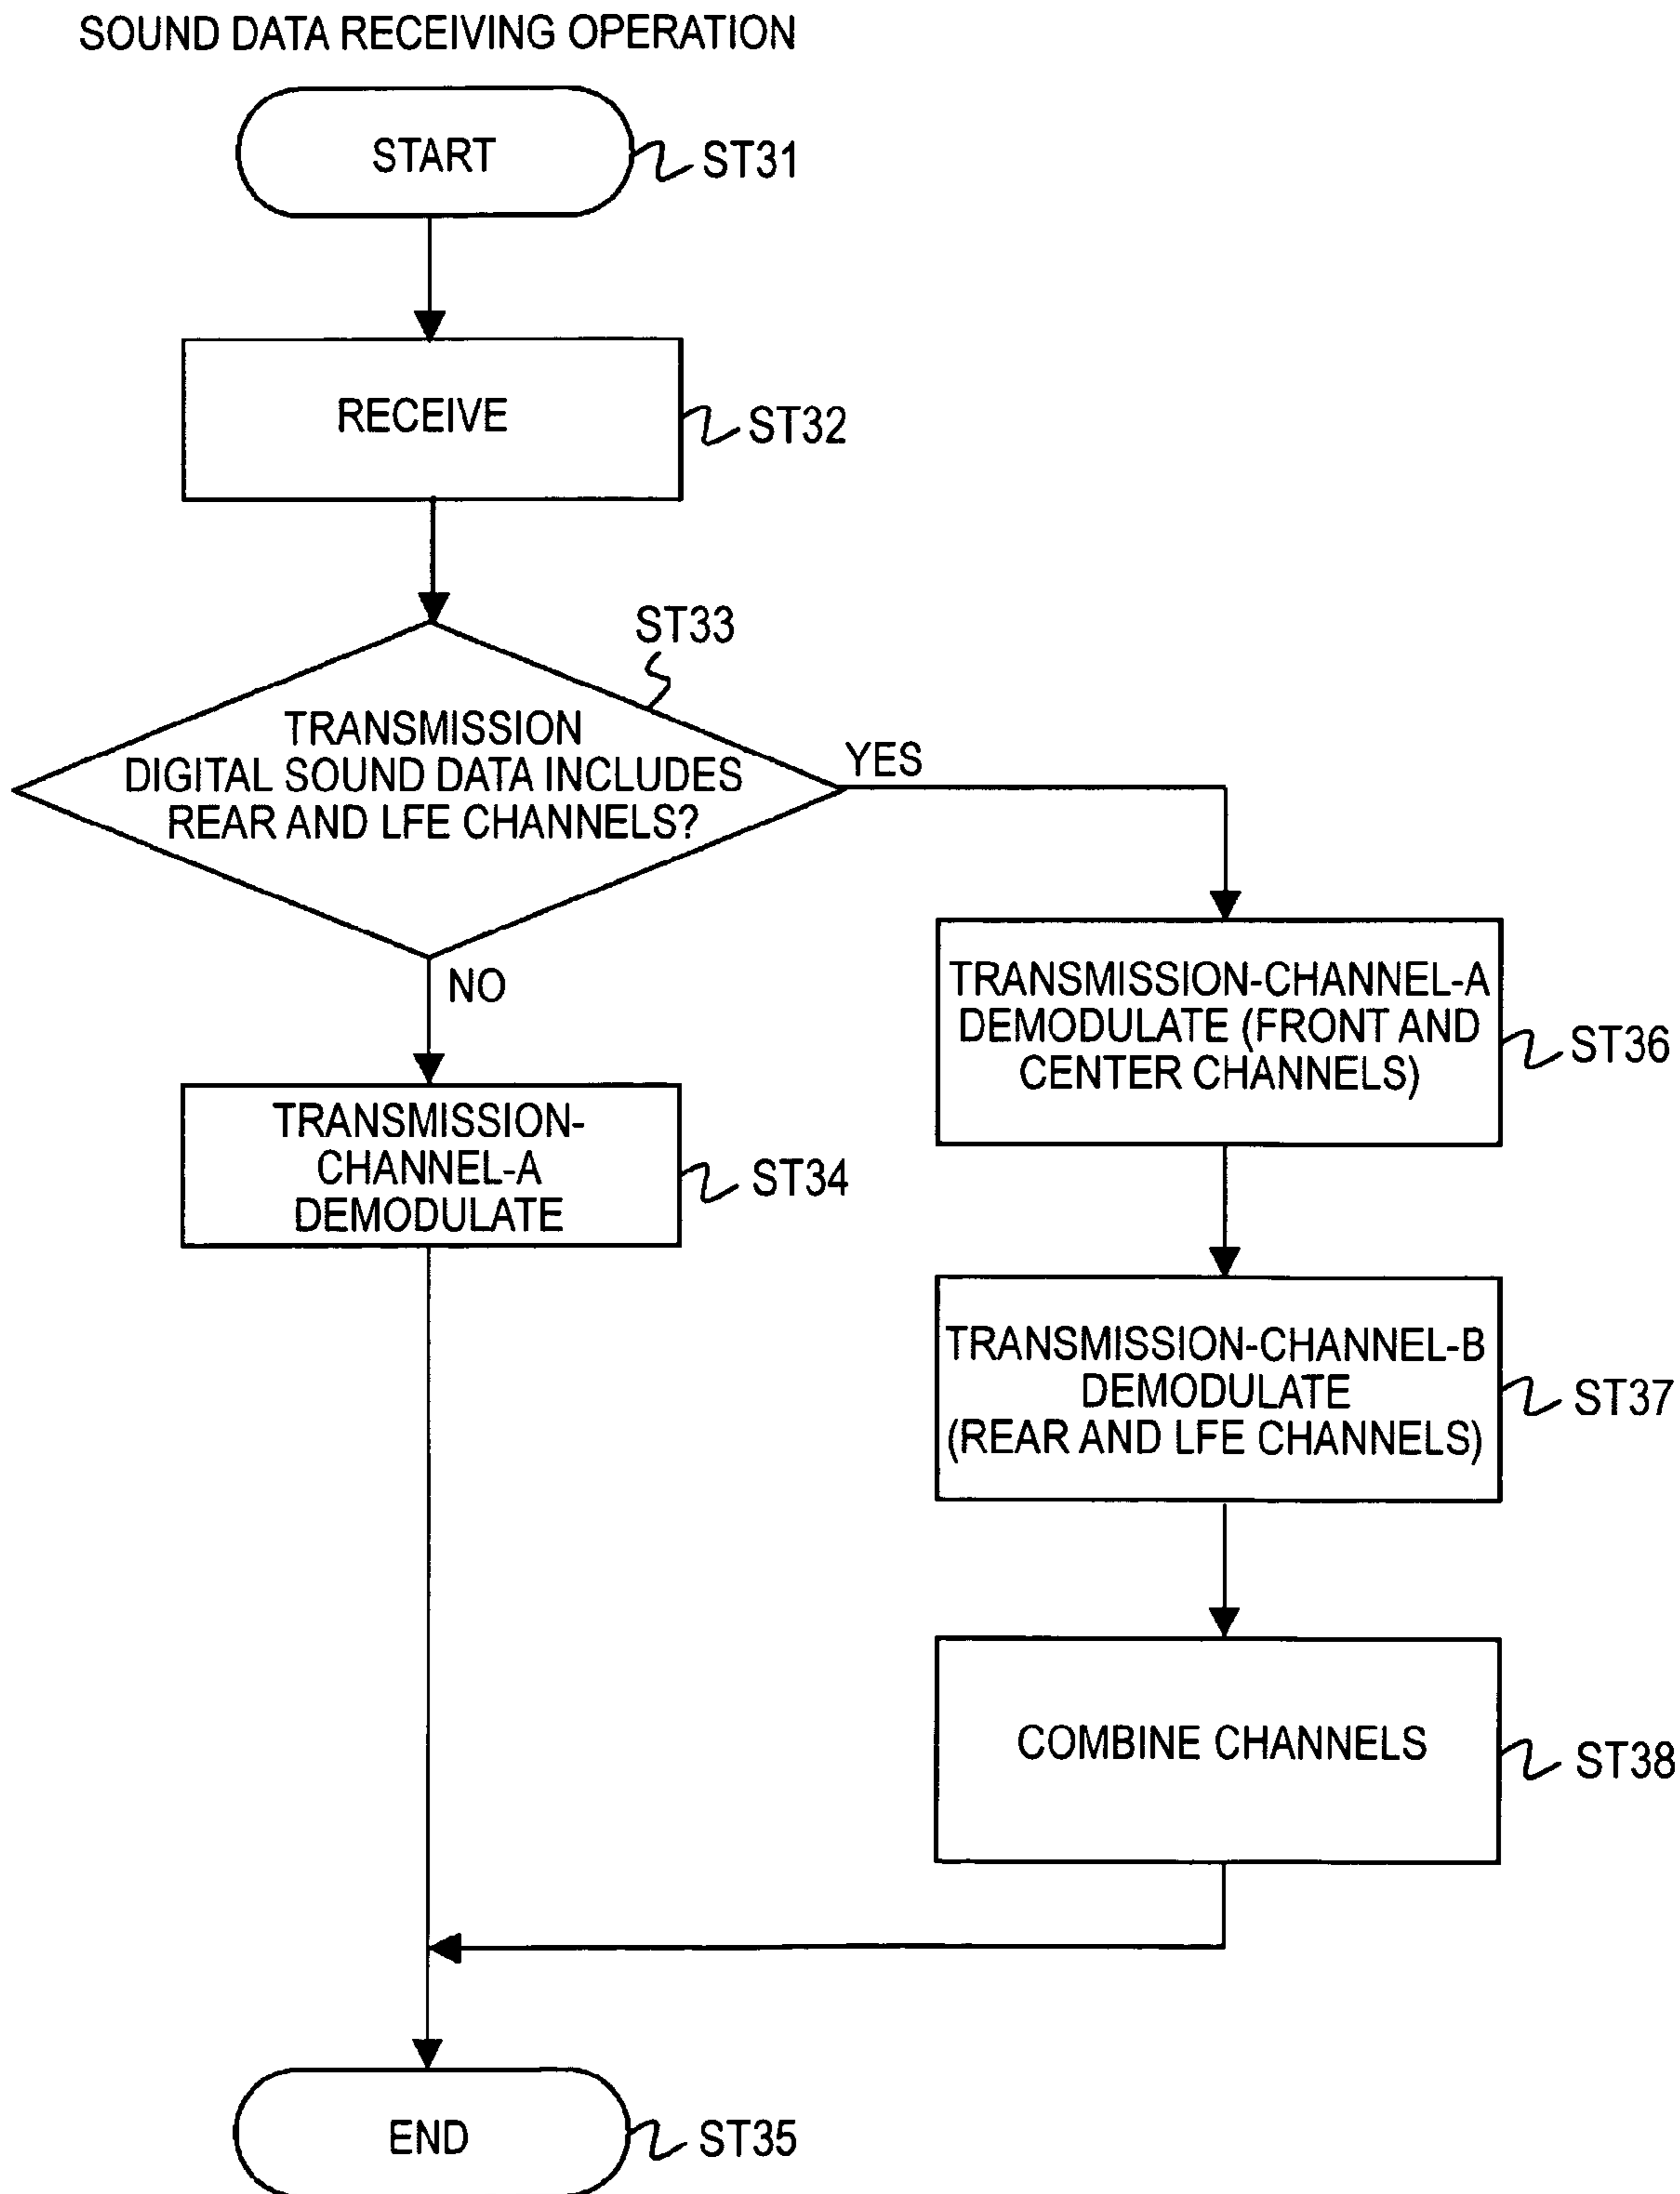 SOUND DATA RECEIVING OPERATION
START
ST31
RECEIVE
ST32
ST33
TRANSMISSION
DIGITAL SOUND DATA INCLUDES
REAR AND LFE CHANNELS?
YES
NO
TRANSMISSION-CHANNEL-A
DEMODULATE (FRONT AND
CENTER CHANNELS)
ST36
TRANSMISSION-
CHANNEL-A
DEMODULATE
ST34
TRANSMISSION-CHANNEL-B
DEMODULATE
(REAR AND LFE CHANNELS)
ST37
COMBINE CHANNELS
ST38
END
ST35